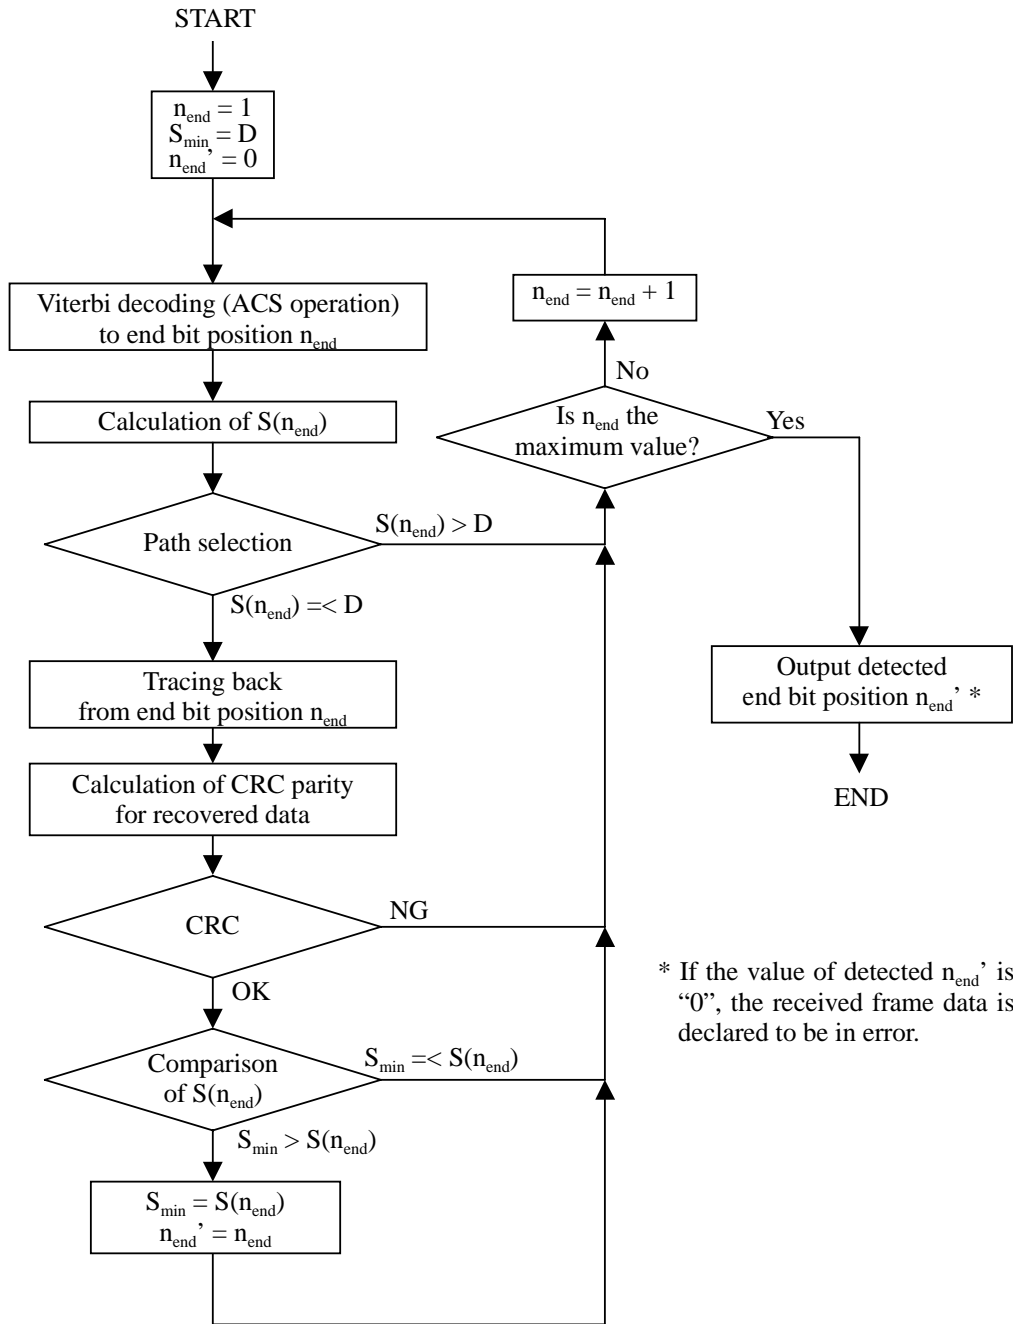 START
n_end = 1
S_min = D
n_end' = 0
Viterbi decoding (ACS operation)
to end bit position n_end
n_end = n_end + 1
No
Calculation of S(n_end)
Is n_end the
maximum value?
Yes
Path selection
S(n_end) > D
S(n_end) =< D
Tracing back
from end bit position n_end
Output detected
end bit position n_end' *
Calculation of CRC parity
for recovered data
END
CRC
NG
OK
* If the value of detected n_end' is
“0”, the received frame data is
declared to be in error.
Comparison
of S(n_end)
S_min =< S(n_end)
S_min > S(n_end)
S_min = S(n_end)
n_end' = n_end